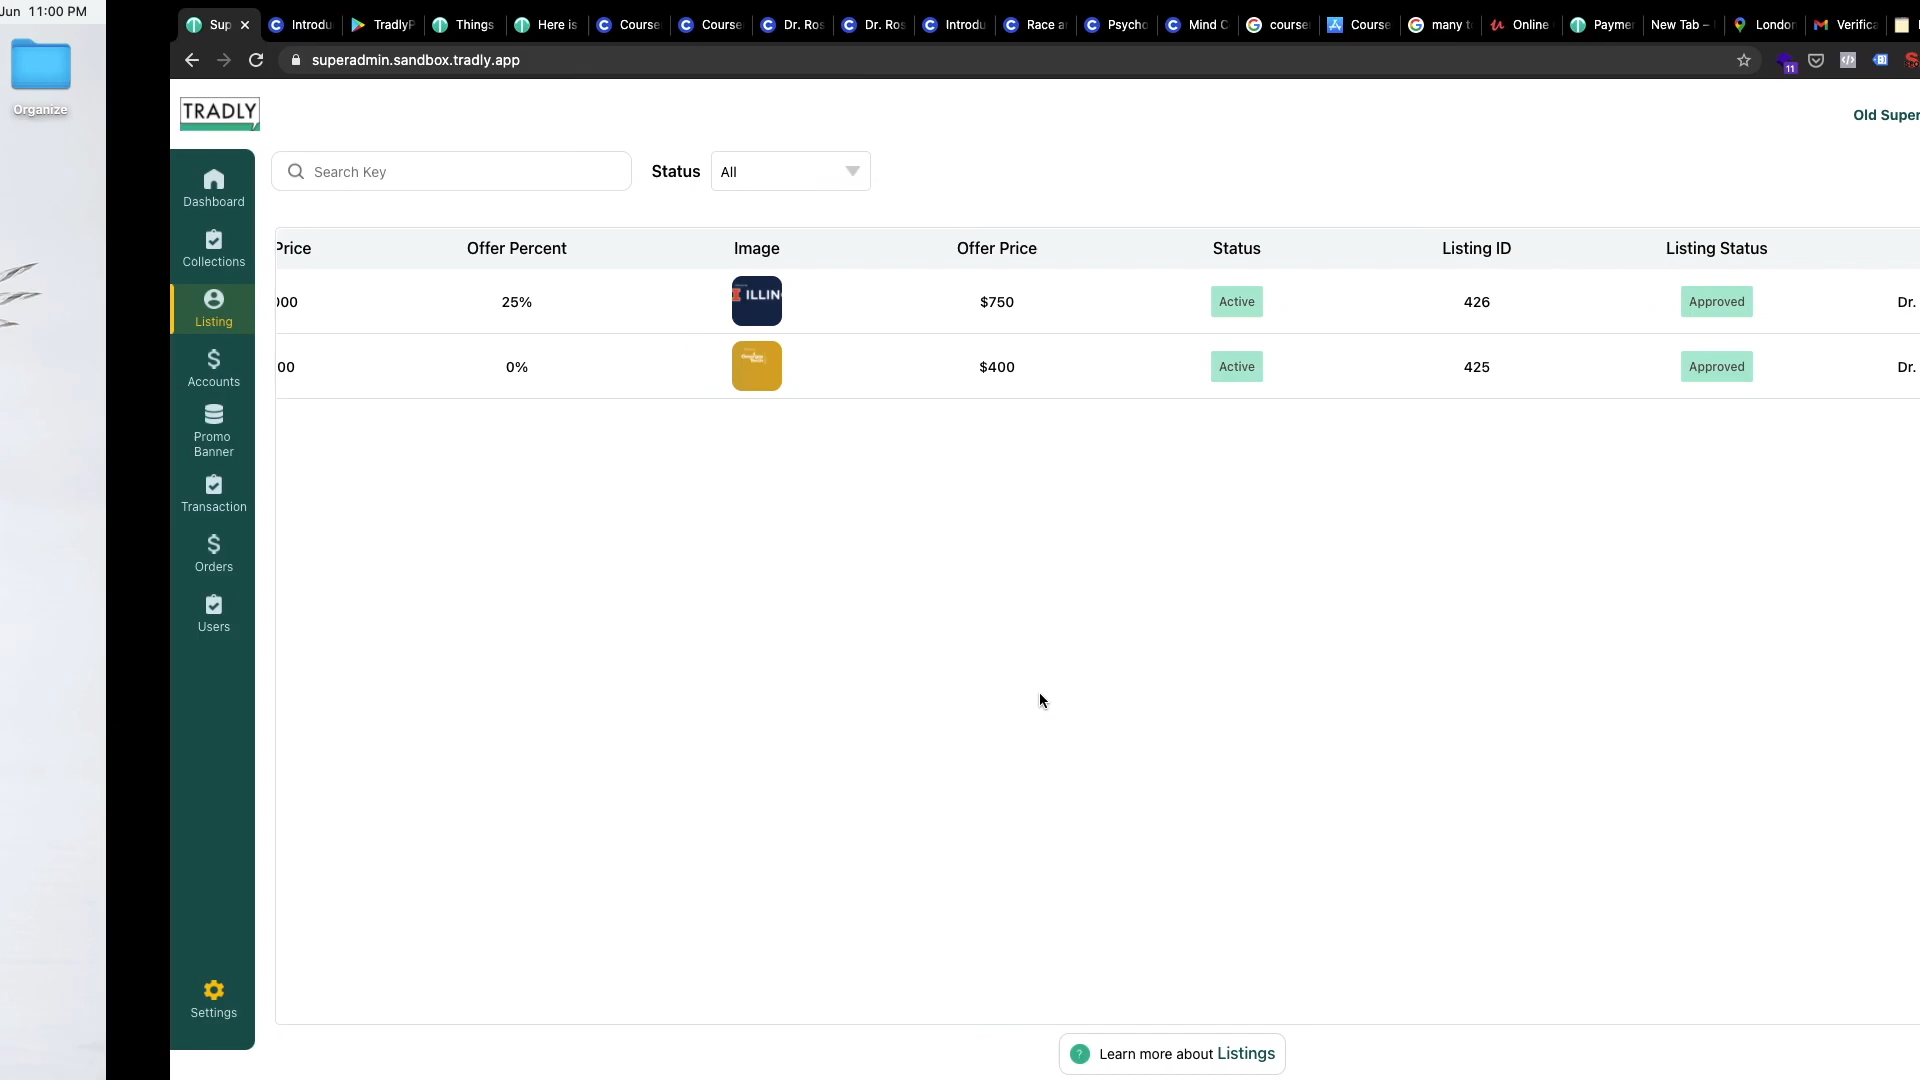 Jun 11:00 PM
Organize
Sup
Introdu
TradlyP
Things
Here is
Course
Course
Dr. Ros
Dr. Ros
Introdu
Race a
Psycho
Mind C
course
Course
many t
Online
Payme
New Tab –
London
Verifica
superadmin.sandbox.tradly.app
11
TRADLY
Old Super
Search Key
Status
All
Dashboard
Collections
Listing
Accounts
Promo
Banner
Transaction
Orders
Users
Settings
Price Offer Percent Image Offer Price Status Listing ID Listing Status
000 25% ILLIN $750 Active 426 Approved Dr.
00 0% $400 Active 425 Approved Dr.
? Learn more about Listings